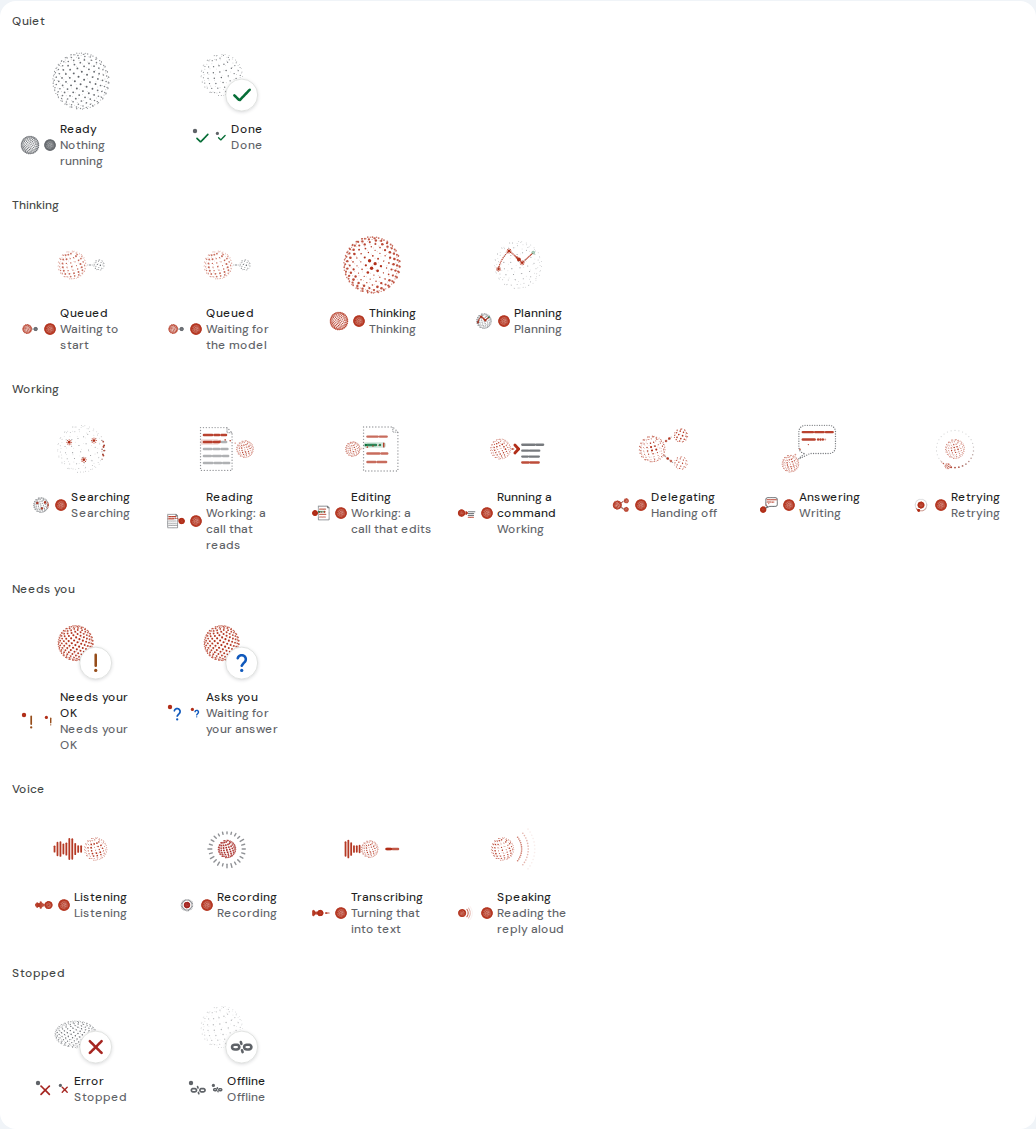 Quiet
Ready
Nothing
running
Done
Done
Thinking
Queued
Waiting to
start
Queued
Waiting for
the model
Thinking
Thinking
Planning
Planning
Working
Searching
Searching
Reading
Working: a
call that
reads
Editing
Working: a
call that edits
Running a
command
Working
Delegating
Handing off
Answering
Writing
Retrying
Retrying
Needs you
!
Needs your
OK
Needs your
OK
?
Asks you
Waiting for
your answer
Voice
Listening
Listening
Recording
Recording
Transcribing
Turning that
into text
Speaking
Reading the
reply aloud
Stopped
Error
Stopped
Offline
Offline